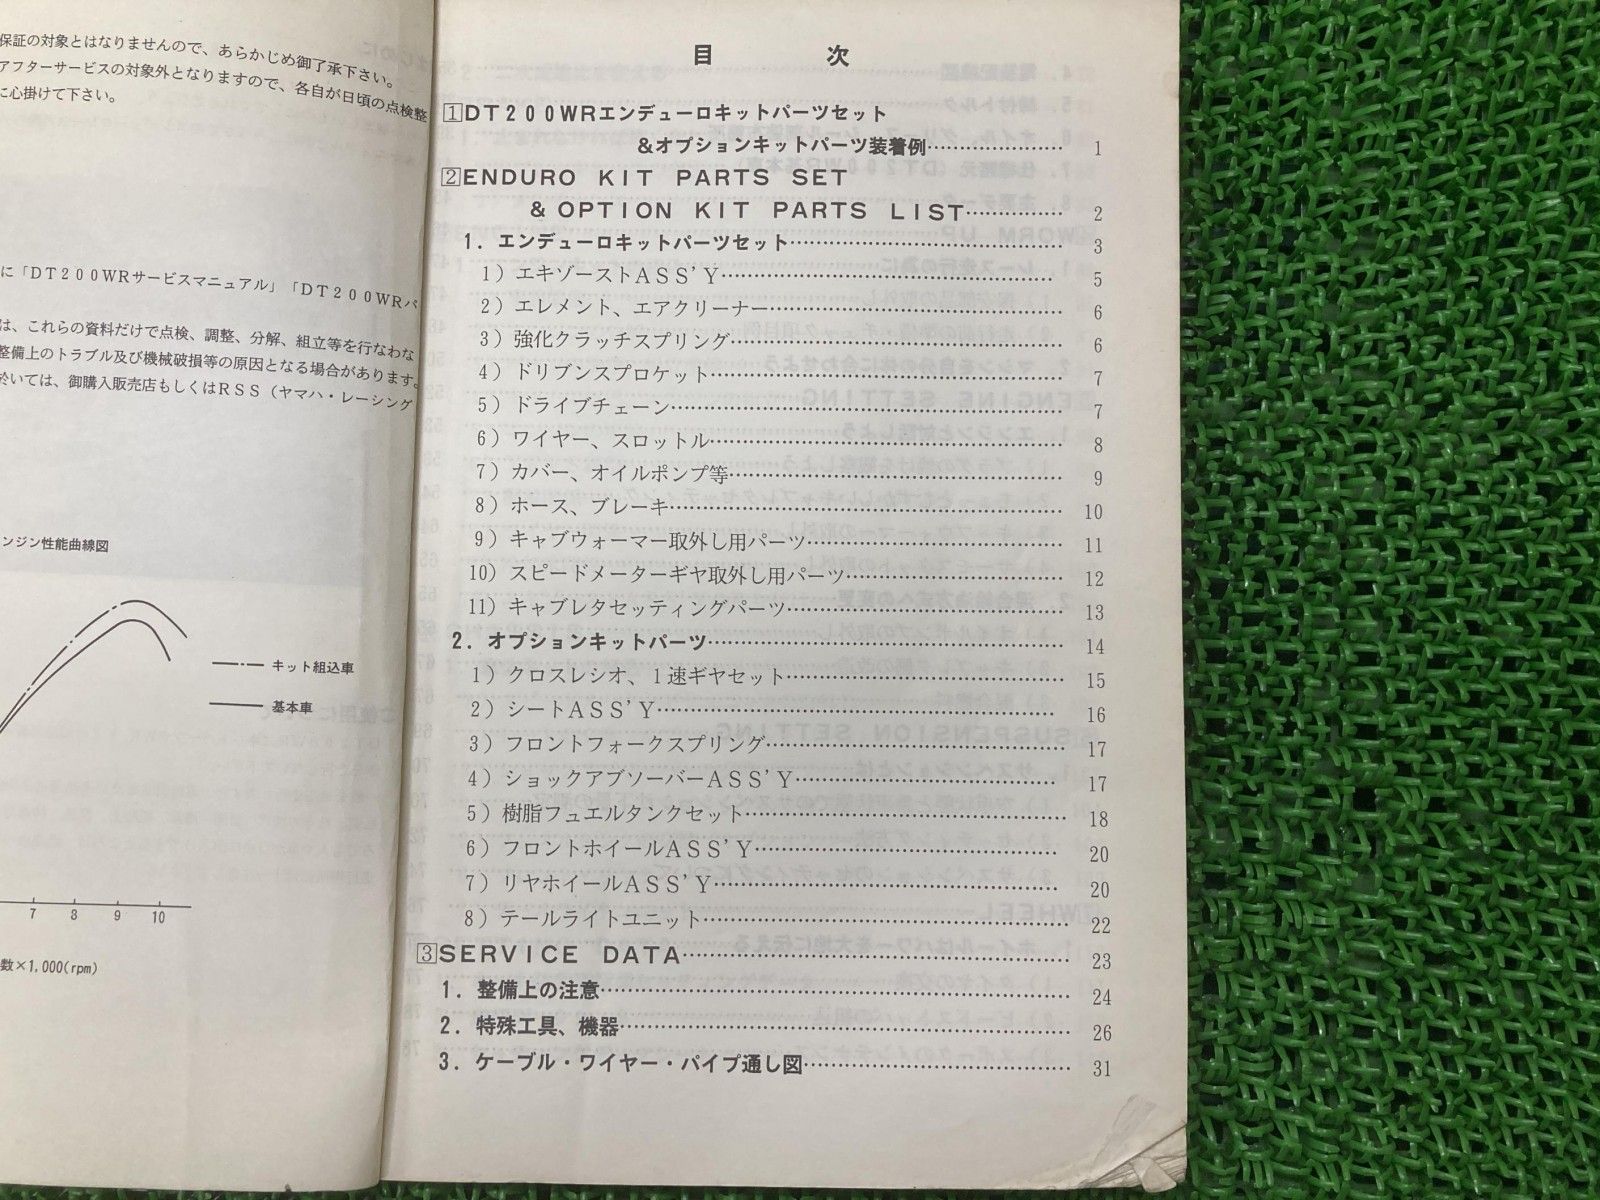 保証の対象とはなりませんので、あらかじめ御了承下さい。
アフターサービスの対象外となりますので、各自が日頃の点検整
に心掛けて下さい。
に「DT200WRサービスマニュアル」「DT200WRパ
は、これらの資料だけで点検、調整、分解、組立等を行なわな
整備上のトラブル及び機械破損等の原因となる場合があります。
於いては、御購入販売店もしくはRSS（ヤマハ・レーシング
ンジン性能曲線図
キット組込車
基本車
7 8 9 10
数×1,000(rpm)
目 次
1 DT200WRエンデューロキットパーツセット
&オプションキットパーツ装着例…………………1
2 ENDURO KIT PARTS SET
& OPTION KIT PARTS LIST……………2
1. エンデューロキットパーツセット……………………3
1）エキゾーストASS'Y……………………5
2）エレメント、エアクリーナー……………………6
3）強化クラッチスプリング……………………6
4）ドリブンスプロケット……………………7
5）ドライブチェーン……………………7
6）ワイヤー、スロットル……………………8
7）カバー、オイルポンプ等……………………9
8）ホース、ブレーキ……………………10
9）キャブウォーマー取外し用パーツ……………………11
10）スピードメーターギヤ取外し用パーツ……………………12
11）キャブレタセッティングパーツ……………………13
2. オプションキットパーツ……………………14
1）クロスレシオ、1速ギヤセット……………………15
2）シートASS'Y……………………16
3）フロントフォークスプリング……………………17
4）ショックアブソーバーASS'Y……………………17
5）樹脂フュエルタンクセット……………………18
6）フロントホイールASS'Y……………………20
7）リヤホイールASS'Y……………………20
8）テールライトユニット……………………22
3 SERVICE DATA……………………23
1. 整備上の注意……………………24
2. 特殊工具、機器……………………26
3. ケーブル・ワイヤー・パイプ通し図……………………31